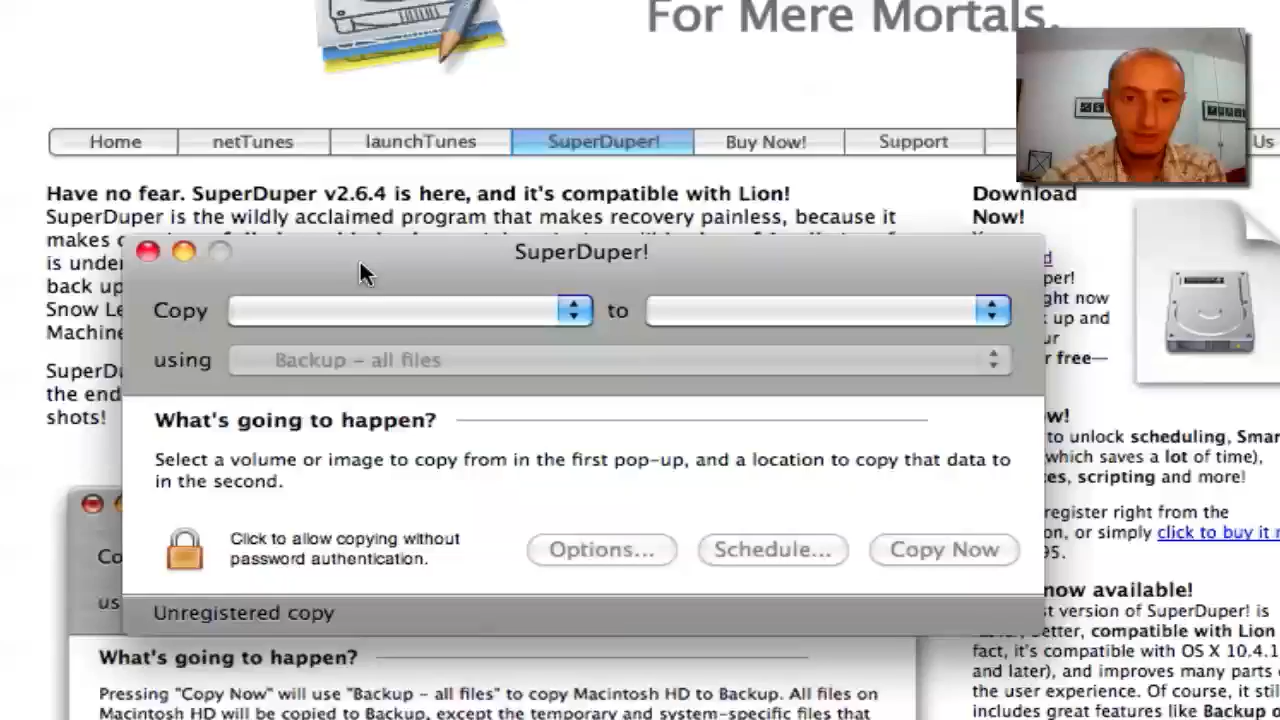 For Mere Mortals.
Home netTunes launchTunes SuperDuper! Buy Now! Support Us
Have no fear. SuperDuper v2.6.4 is here, and it's compatible with Lion!
SuperDuper is the wildly acclaimed program that makes recovery painless, because it
makes
is under
back up
Snow Le
Machine
SuperDu
the end
shots!
Download
Now!
d
per!
ght now
up and
ur
r free—
w!
to unlock scheduling, Smar
which saves a lot of time),
es, scripting and more!
register right from the
on, or simply click to buy it n
95.
now available!
st version of SuperDuper! is
etter, compatible with Lion
fact, it's compatible with OS X 10.4.1
and later), and improves many parts
the user experience. Of course, it stil
includes great features like Backup o
SuperDuper!
Copy to
using Backup – all files
What's going to happen?
Select a volume or image to copy from in the first pop-up, and a location to copy that data to
in the second.
Click to allow copying without
password authentication.
Options... Schedule... Copy Now
Unregistered copy
Co
us
What's going to happen?
Pressing "Copy Now" will use "Backup – all files" to copy Macintosh HD to Backup. All files on
Macintosh HD will be copied to Backup, except the temporary and system-specific files that